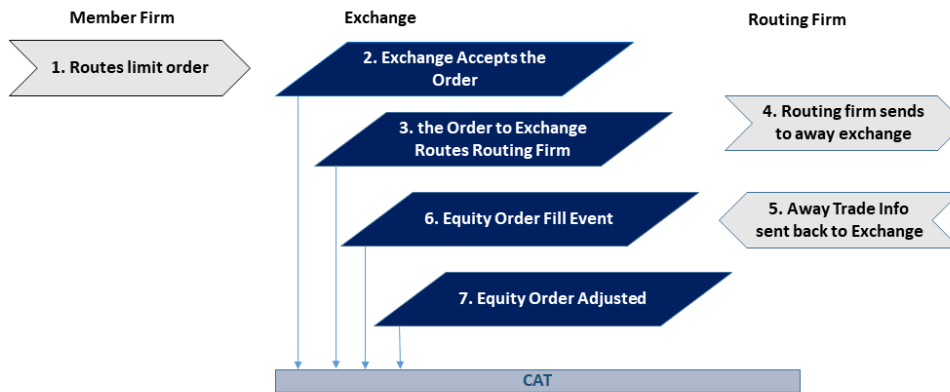 Member Firm
Exchange
Routing Firm
1. Routes limit order
2. Exchange Accepts the
Order
3. the Order to Exchange
Routes Routing Firm
4. Routing firm sends
to away exchange
6. Equity Order Fill Event
5. Away Trade Info
sent back to Exchange
7. Equity Order Adjusted
CAT